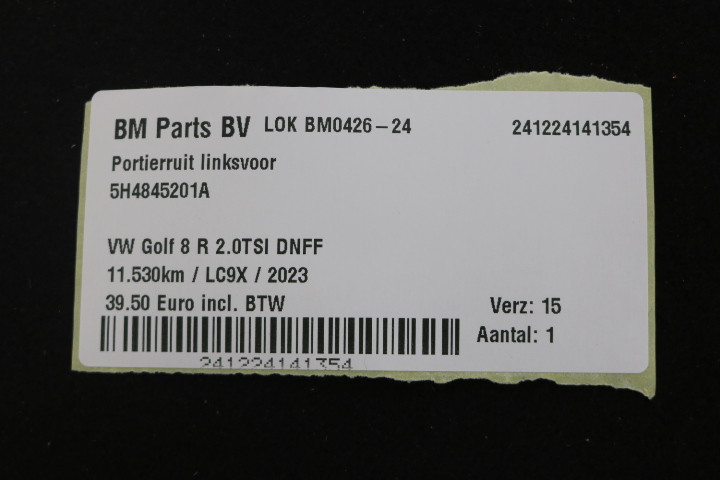 BM Parts BV LOK BM0426-24 241224141354
Portierruit linksvoor
5H4845201A
VW Golf 8 R 2.0TSI DNFF
11.530km / LC9X / 2023
39.50 Euro incl. BTW Verz: 15
Aantal: 1
241224141354